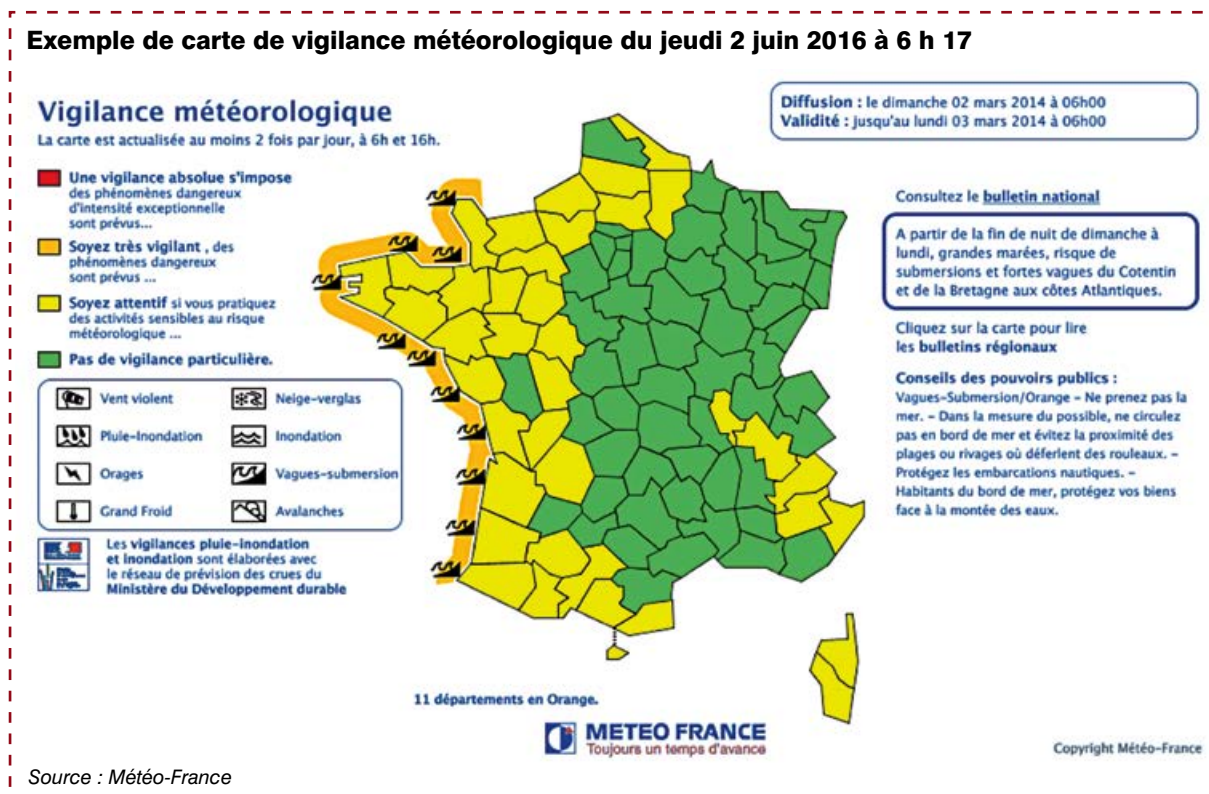 Exemple de carte de vigilance météorologique du jeudi 2 juin 2016 à 6 h 17
Vigilance météorologique
La carte est actualisée au moins 2 fois par jour, à 6h et 16h.
Diffusion : le dimanche 02 mars 2014 à 06h00
Validité : jusqu'au lundi 03 mars 2014 à 06h00
Une vigilance absolue s'impose
des phénomènes dangereux
d'intensité exceptionnelle
sont prévus...
Soyez très vigilant , des
phénomènes dangereux
sont prévus ...
Soyez attentif si vous pratiquez
des activités sensibles au risque
météorologique ...
Pas de vigilance particulière.
Vent violent
Neige-verglas
Pluie-Inondation
Inondation
Orages
Vagues-submersion
Grand Froid
Avalanches
Les vigilances pluie-inondation
et inondation sont élaborées avec
le réseau de prévision des crues du
Ministère du Développement durable
Consultez le bulletin national
A partir de la fin de nuit de dimanche à
lundi, grandes marées, risque de
submersions et fortes vagues du Cotentin
et de la Bretagne aux côtes Atlantiques.
Cliquez sur la carte pour lire
les bulletins régionaux
Conseils des pouvoirs publics :
Vagues-Submersion/Orange – Ne prenez pas la
mer. – Dans la mesure du possible, ne circulez
pas en bord de mer et évitez la proximité des
plages ou rivages où déferlent des rouleaux. –
Protégez les embarcations nautiques. –
Habitants du bord de mer, protégez vos biens
face à la montée des eaux.
11 départements en Orange.
METEO FRANCE
Toujours un temps d'avance
Copyright Météo-France
Source : Météo-France